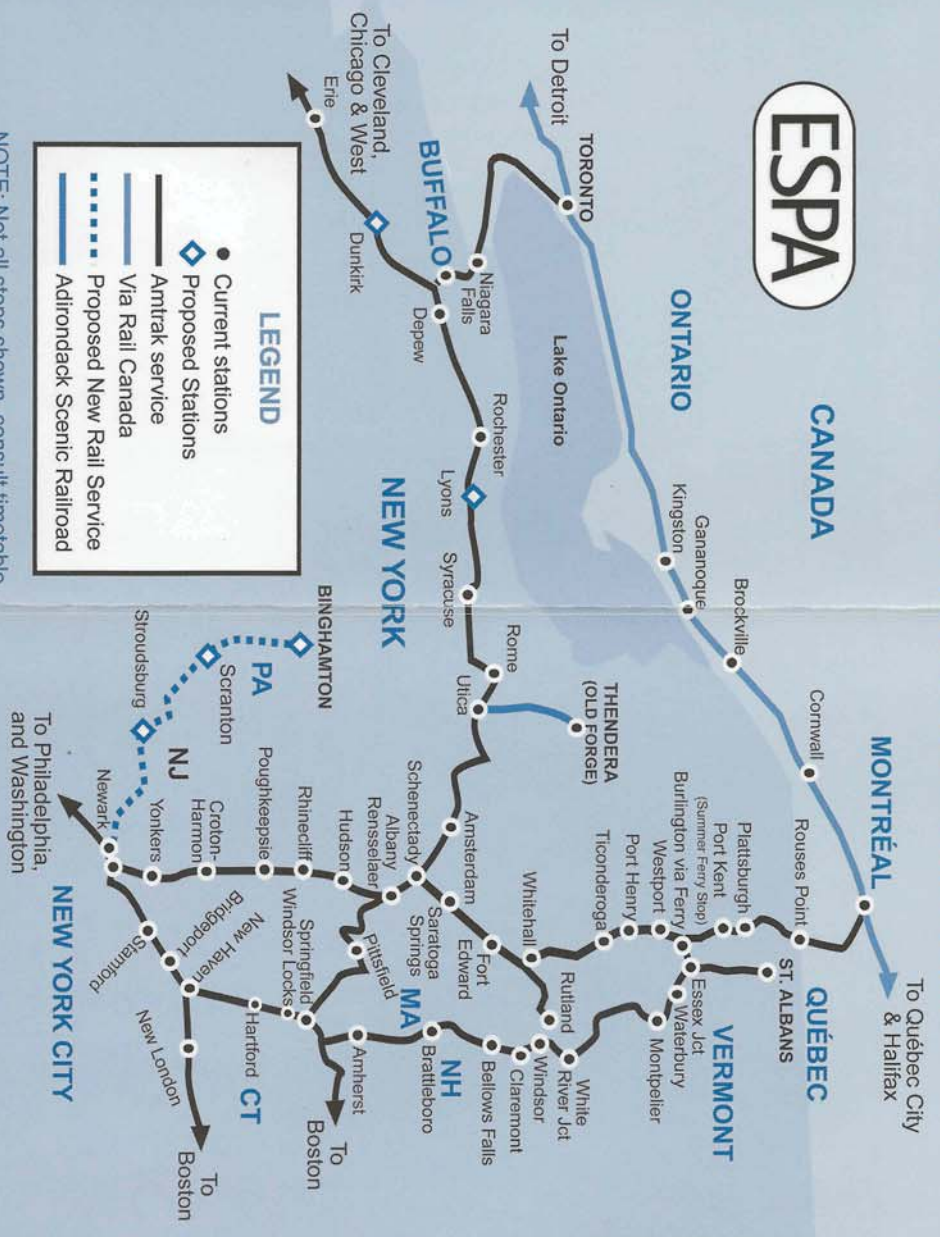 ESPA
CANADA
ONTARIO
QUÉBEC
MONTRÉAL
To Québec City
& Halifax
To Detroit
TORONTO
Lake Ontario
Kingston
Gananoque
Brockville
Cornwall
Rouses Point
Plattsburgh
Port Kent
(Summer Ferry Stop)
Burlington via Ferry
Westport
Port Henry
Ticonderoga
Whitehall
ST. ALBANS
Essex Jct
Waterbury
Montpelier
VERMONT
White
River Jct
Windsor
Claremont
Bellows Falls
Brattleboro
Amherst
NH
MA
Rutland
Fort
Edward
Saratoga
Springs
THENDERA
(OLD FORGE)
To Cleveland,
Chicago & West
Erie
Dunkirk
BUFFALO
Niagara
Falls
Depew
Rochester
Lyons
Syracuse
Rome
Utica
Amsterdam
Schenectady
Albany
Rensselaer
Pittsfield
NEW YORK
Hudson
Rhinecliff
Poughkeepsie
Croton-
Harmon
Yonkers
Newark
Springfield
Windsor Locks
Hartford
New Haven
Bridgeport
Stamford
New London
CT
To
Boston
To
Boston
BINGHAMTON
PA
Scranton
Stroudsburg
NJ
NEW YORK CITY
To Philadelphia,
and Washington
LEGEND
Current stations
Proposed Stations
Amtrak service
Via Rail Canada
Proposed New Rail Service
Adirondack Scenic Railroad
NOTE: Not all stops shown, consult timetable